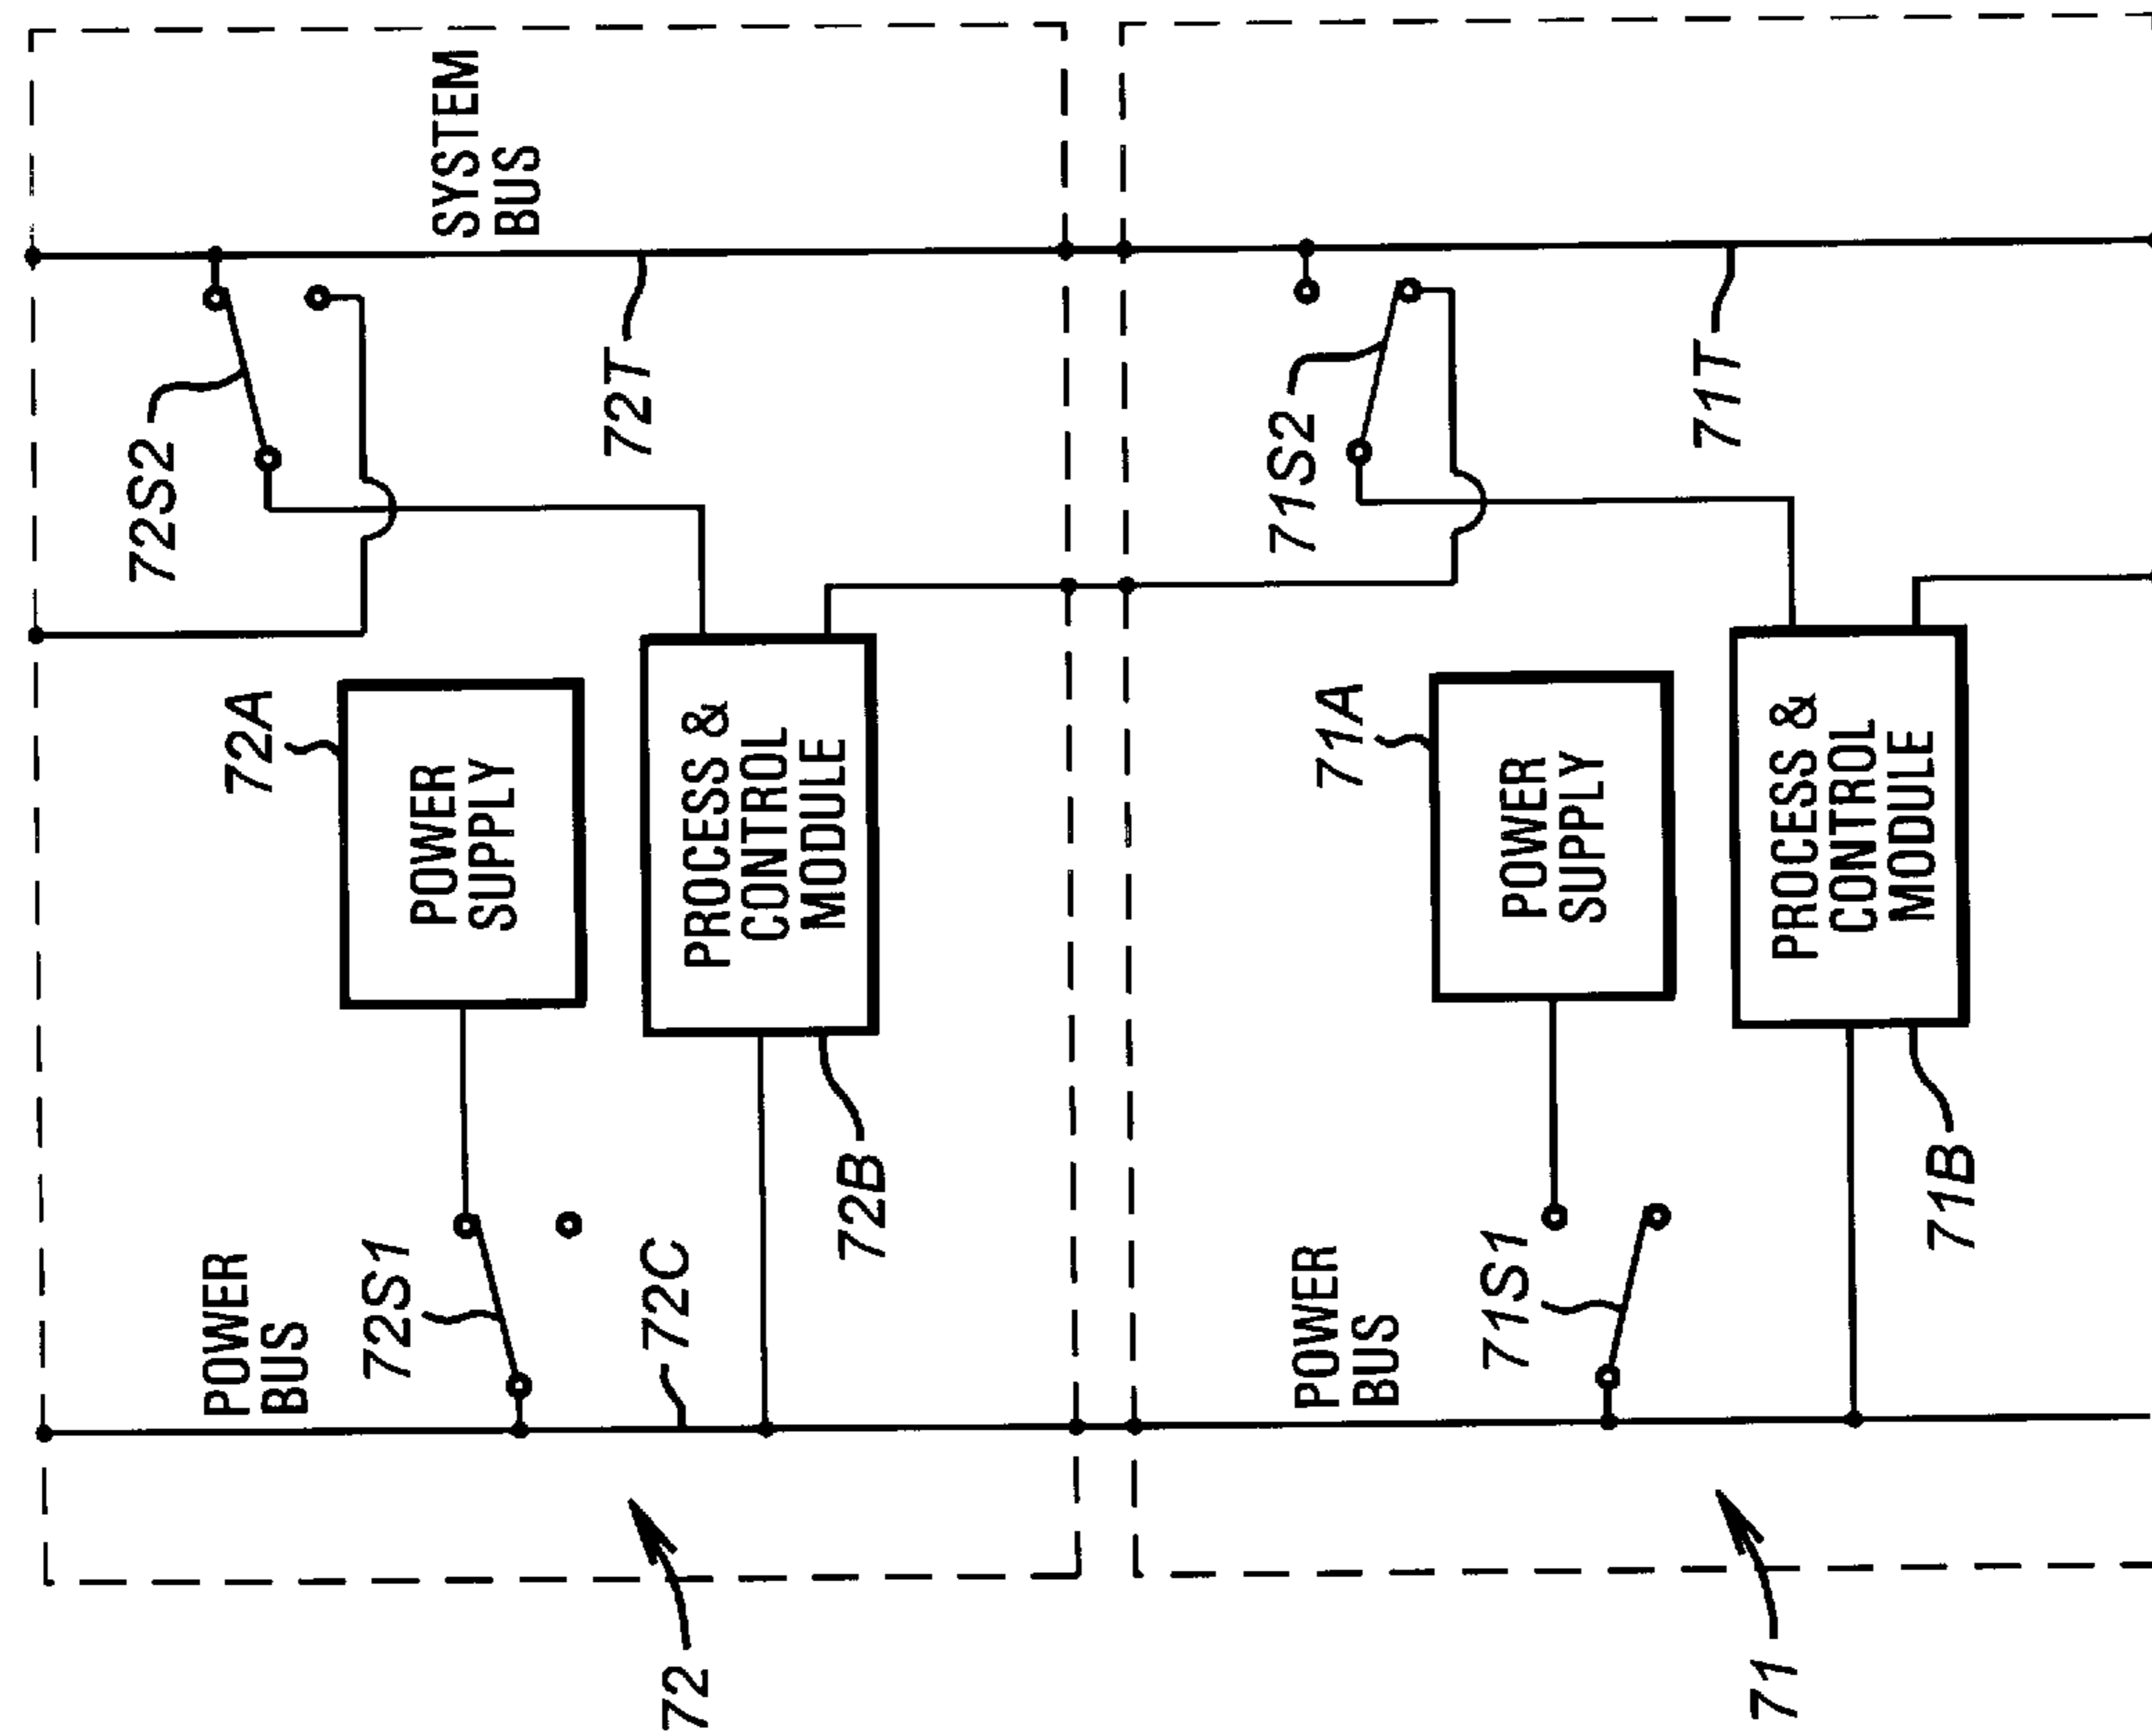 SYSTEM
BUS
72S2
72T
72A
POWER
SUPPLY
PROCESS &
CONTROL
MODULE
72B
POWER
BUS
72S1
72C
72
71S2
71T
71A
POWER
SUPPLY
PROCESS &
CONTROL
MODULE
71B
POWER
BUS
71S1
71